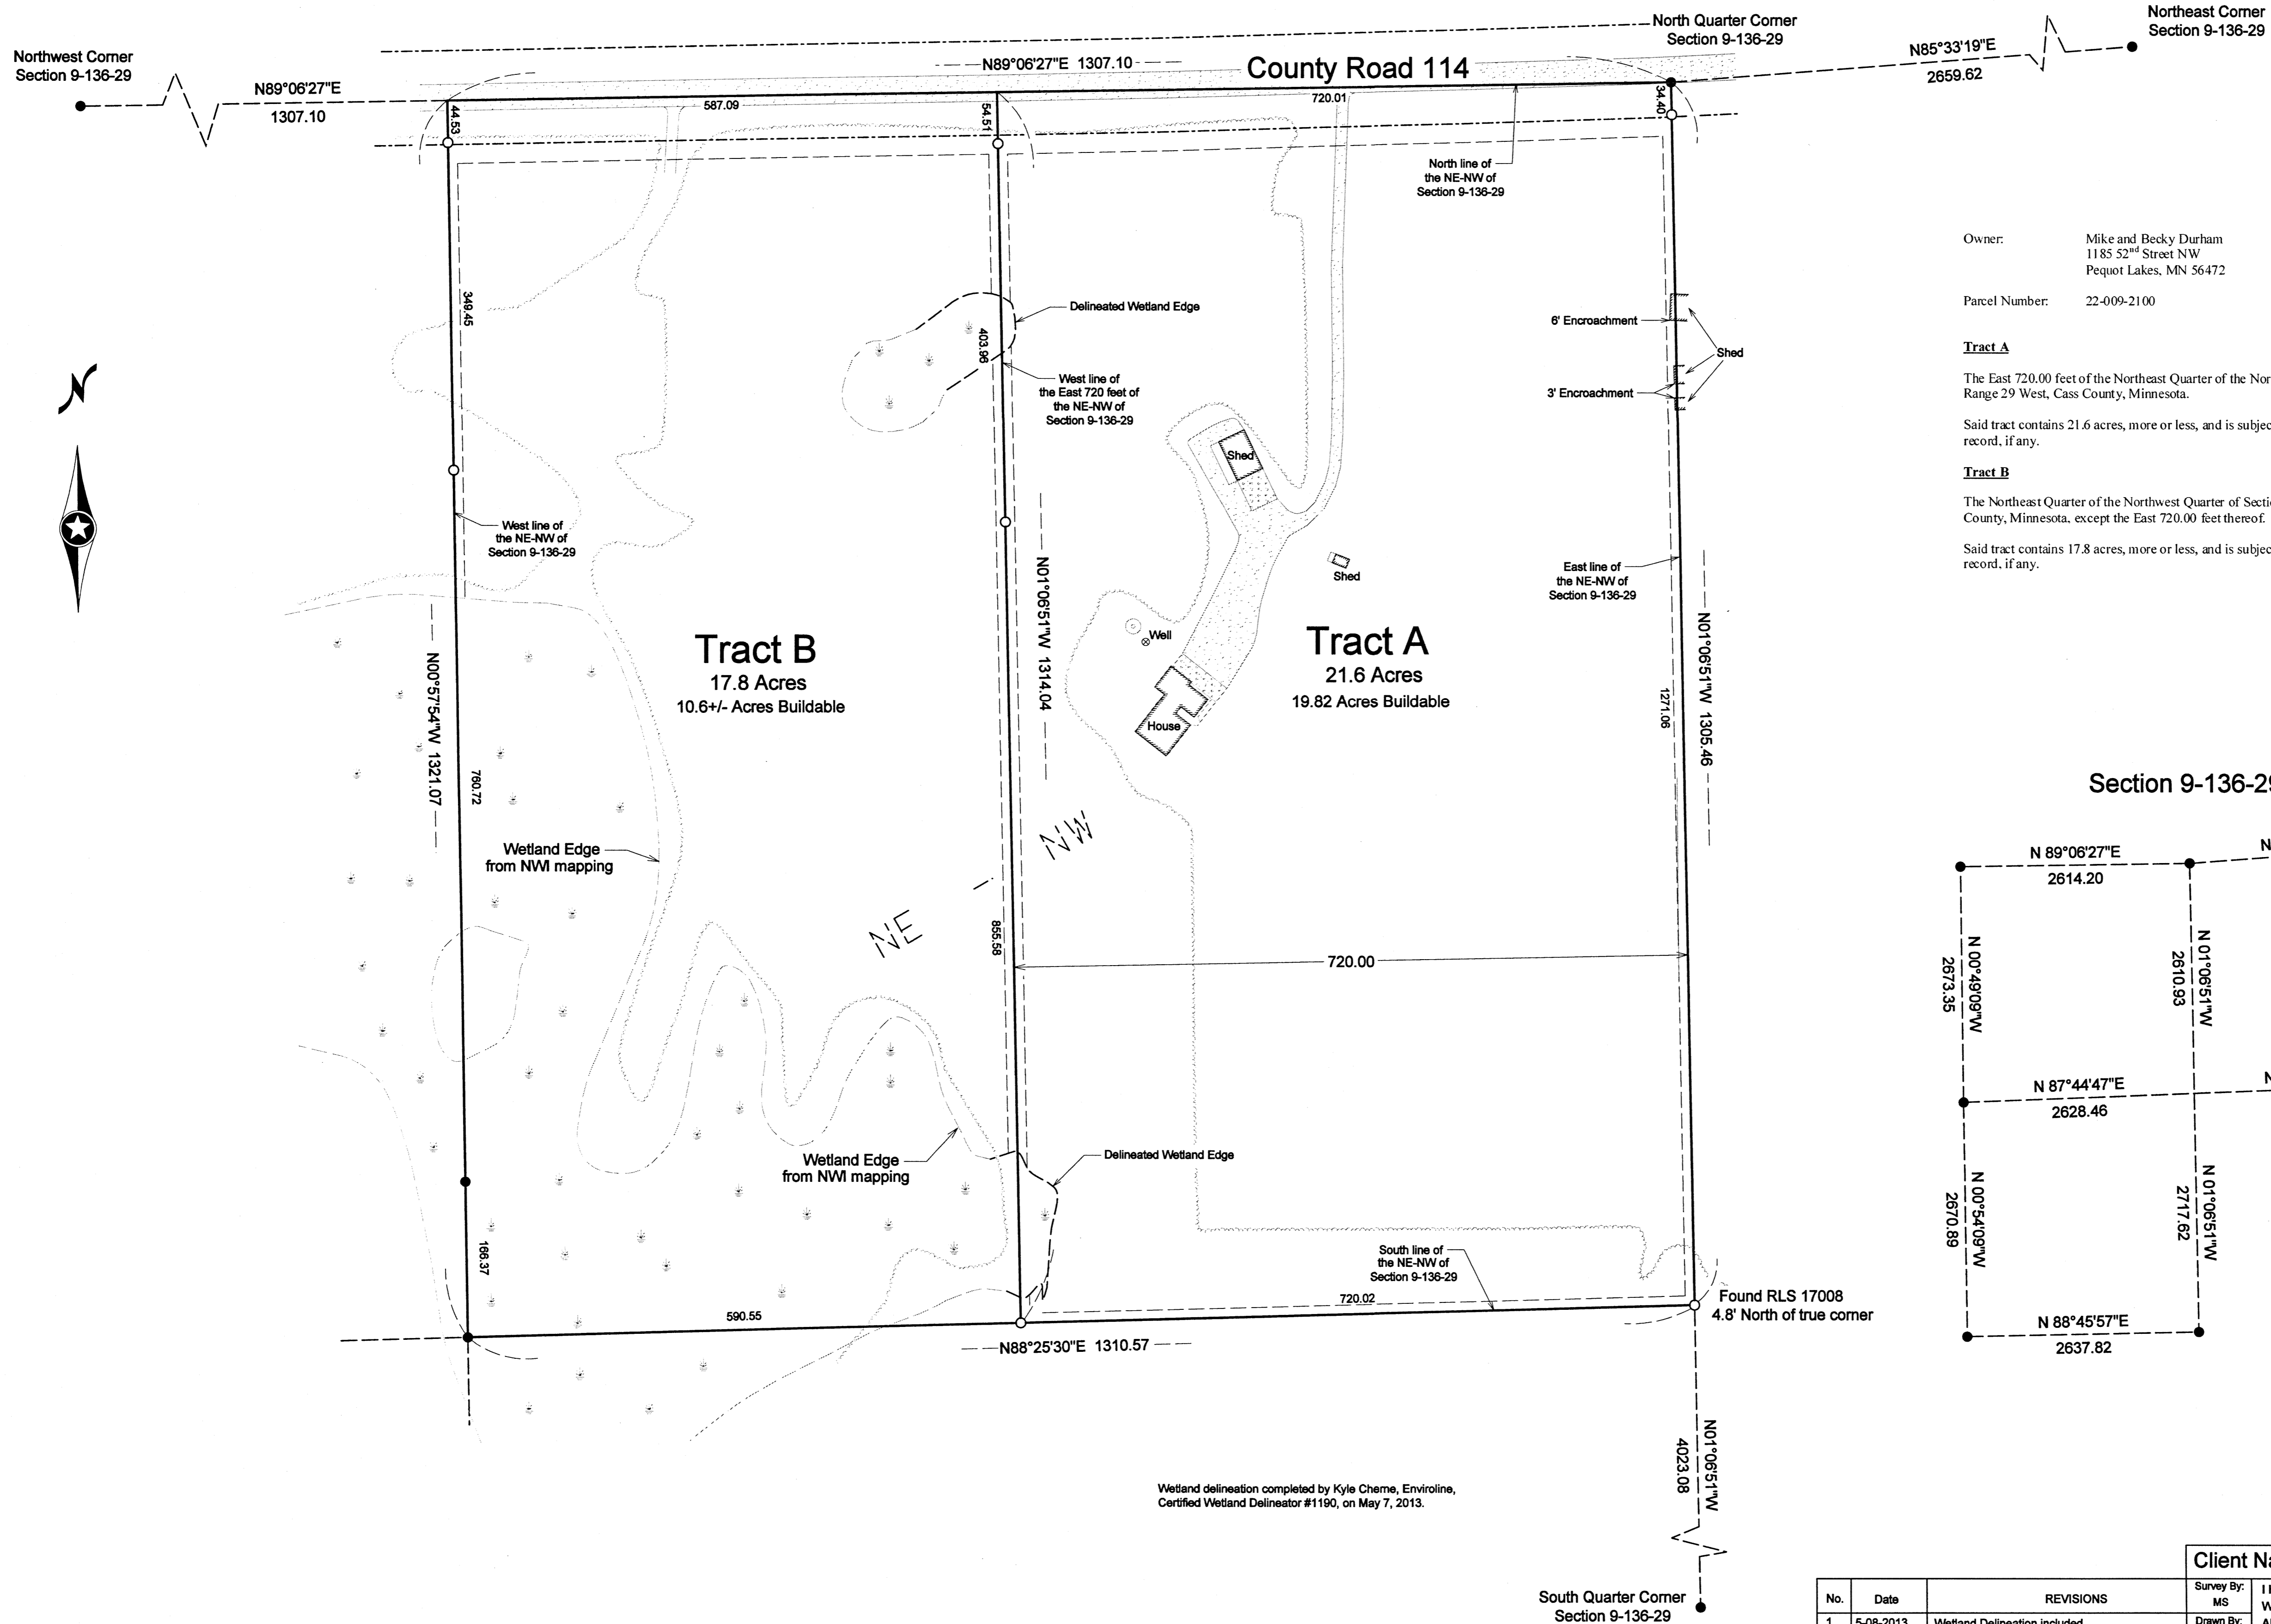 Northwest Corner
Section 9-136-29
N89°06'27"E
1307.10
N89°06'27"E 1307.10
County Road 114
North Quarter Corner
Section 9-136-29
N85°33'19"E
2659.62
Northeast Corner
Section 9-136-29
44.53
587.09
54.51
720.01
34.40
North line of
the NE-NW of
Section 9-136-29
349.45
403.96
Delineated Wetland Edge
West line of
the East 720 feet of
the NE-NW of
Section 9-136-29
6' Encroachment
3' Encroachment
Shed
Shed
Shed
West line of
the NE-NW of
Section 9-136-29
East line of
the NE-NW of
Section 9-136-29
N01°06'51"W 1314.04
Well
House
Tract B
17.8 Acres
10.6+/- Acres Buildable
Tract A
21.6 Acres
19.82 Acres Buildable
N00°57'54"W 1321.07
760.72
1271.06
N01°06'51"W 1305.46
Wetland Edge
from NWI mapping
NE - NW
855.58
720.00
Wetland Edge
from NWI mapping
Delineated Wetland Edge
166.37
South line of
the NE-NW of
Section 9-136-29
590.55
720.02
N88°25'30"E 1310.57
Found RLS 17008
4.8' North of true corner
N01°06'51"W
4023.08
South Quarter Corner
Section 9-136-29
Wetland delineation completed by Kyle Cherne, Enviroline,
Certified Wetland Delineator #1190, on May 7, 2013.
Owner: Mike and Becky Durham
1185 52nd Street NW
Pequot Lakes, MN 56472
Parcel Number: 22-009-2100
Tract A
The East 720.00 feet of the Northeast Quarter of the Nor
Range 29 West, Cass County, Minnesota.
Said tract contains 21.6 acres, more or less, and is subjec
record, if any.
Tract B
The Northeast Quarter of the Northwest Quarter of Secti
County, Minnesota, except the East 720.00 feet thereof.
Said tract contains 17.8 acres, more or less, and is subjec
record, if any.
Section 9-136-29
N 89°06'27"E
2614.20
N
N 00°49'09"W
2673.35
N 01°06'51"W
2610.93
N 87°44'47"E
2628.46
N
N 00°54'09"W
2670.89
N 01°06'51"W
2717.62
N 88°45'57"E
2637.82
Client Na
No. Date REVISIONS
Survey By:
MS
1 5-08-2013 Wetland Delineation included
Drawn By: